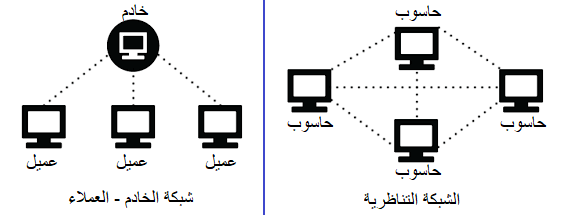 خادم
عميل
عميل
عميل
شبكة الخادم - العملاء
حاسوب
حاسوب
حاسوب
حاسوب
الشبكة التناظرية